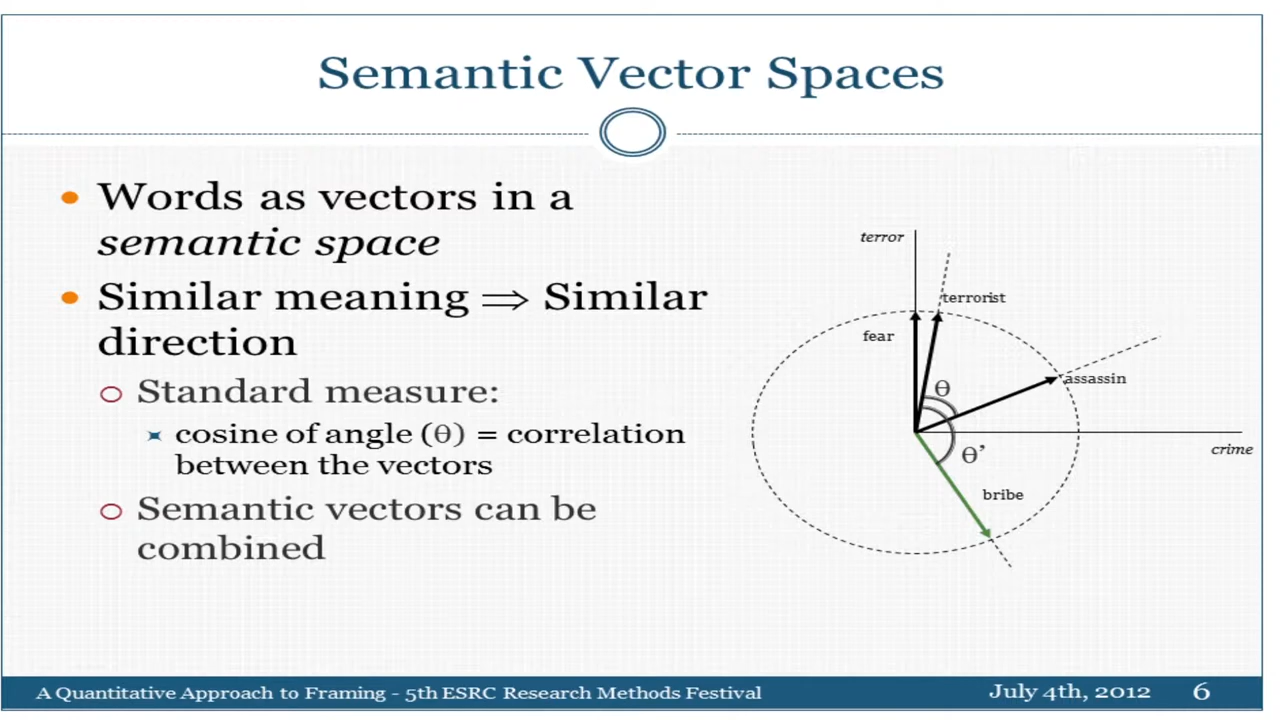 Semantic Vector Spaces
Words as vectors in a
semantic space
Similar meaning ⇒ Similar
direction
Standard measure:
cosine of angle (θ) = correlation
between the vectors
Semantic vectors can be
combined
terror
terrorist
fear
assassin
θ
crime
θ’
bribe
A Quantitative Approach to Framing - 5th ESRC Research Methods Festival
July 4th, 2012
6